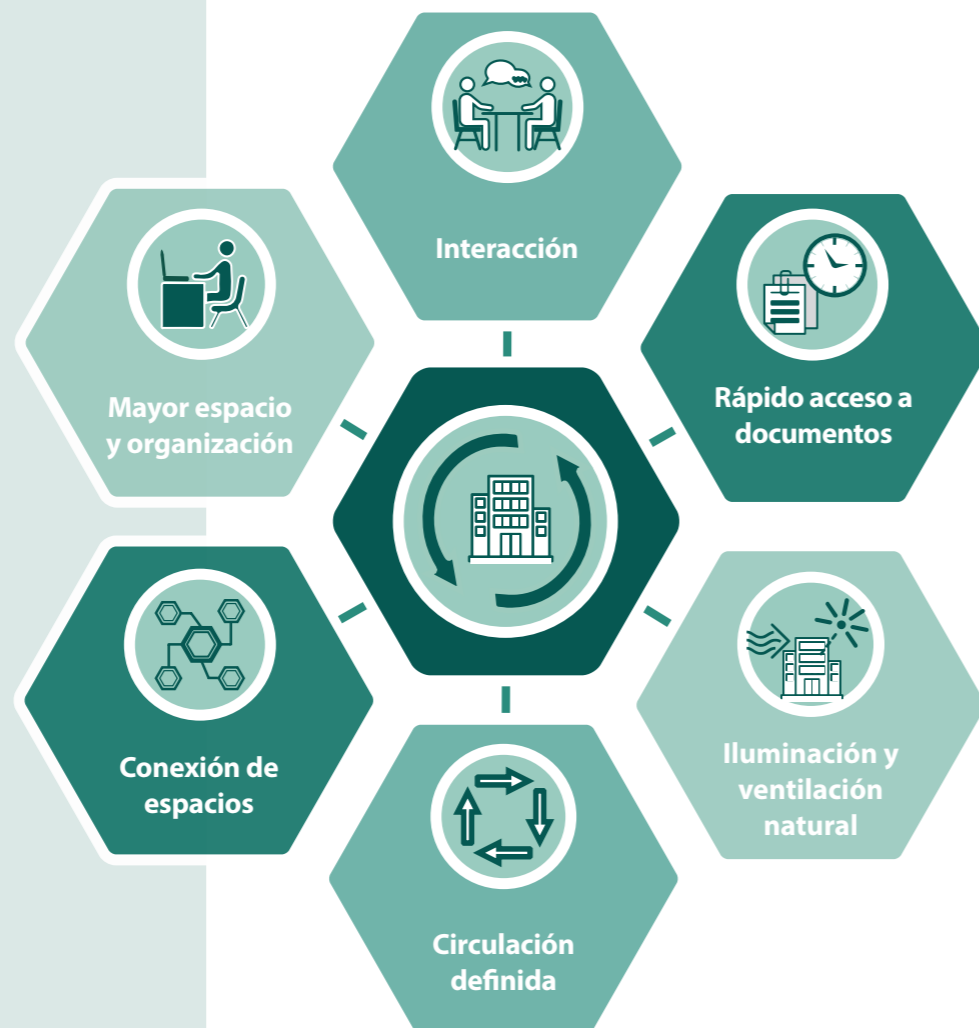 Interacción
Rápido acceso a
documentos
Mayor espacio
y organización
Conexión de
espacios
Iluminación y
ventilación
natural
Circulación
definida